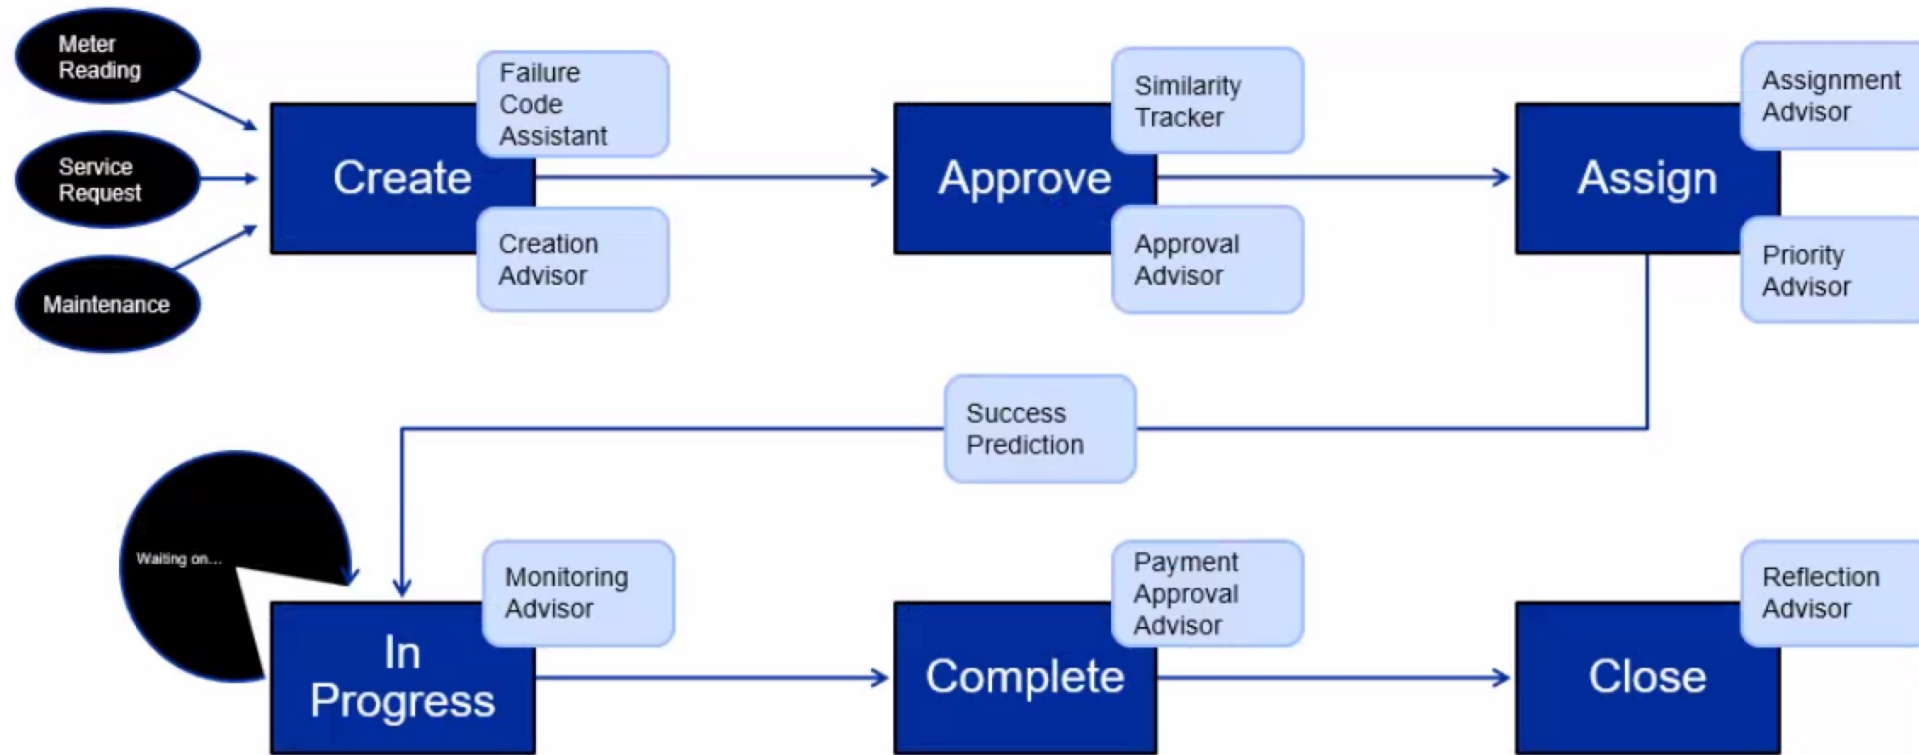 Meter
Reading
Service
Request
Maintenance
Create
Failure
Code
Assistant
Creation
Advisor
Approve
Similarity
Tracker
Approval
Advisor
Assign
Assignment
Advisor
Priority
Advisor
Success
Prediction
Waiting on...
In
Progress
Monitoring
Advisor
Complete
Payment
Approval
Advisor
Close
Reflection
Advisor